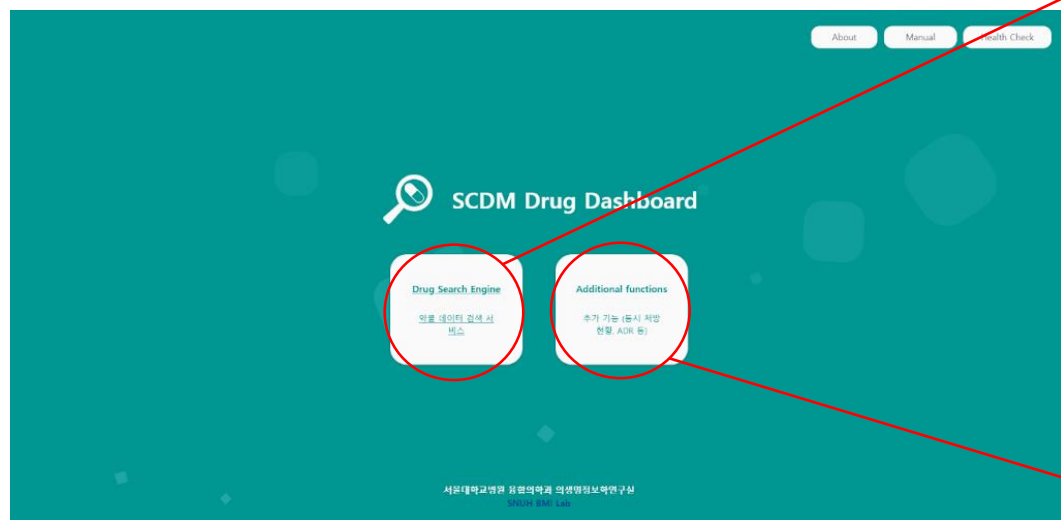 About
Manual
Health Check
SCDM Drug Dashboard
Drug Search Engine
약물 데이터 검색 서
비스
Additional functions
추가 기능 (동시 처방
현황, ADR 등)
서울대학교병원 융합의학과 의생명정보학연구실
SNUH BMI Lab